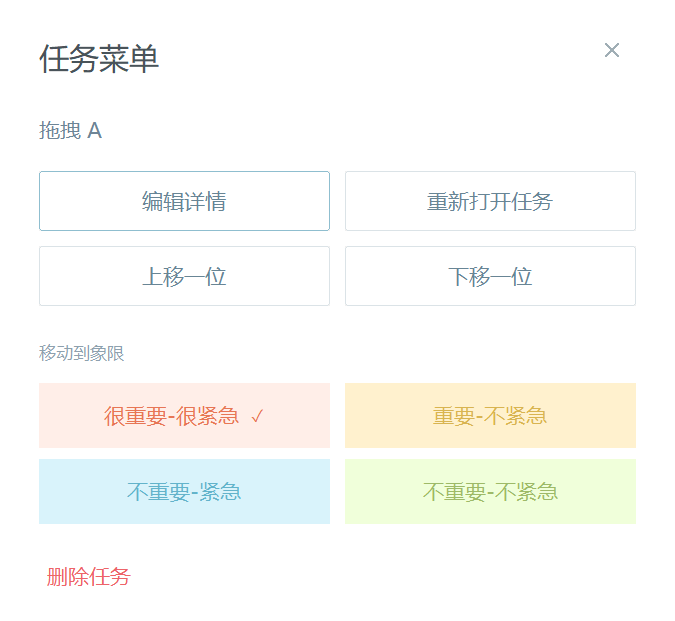 任务菜单
拖拽 A
编辑详情
重新打开任务
上移一位
下移一位
移动到象限
很重要-很紧急 ✓
重要-不紧急
不重要-紧急
不重要-不紧急
删除任务